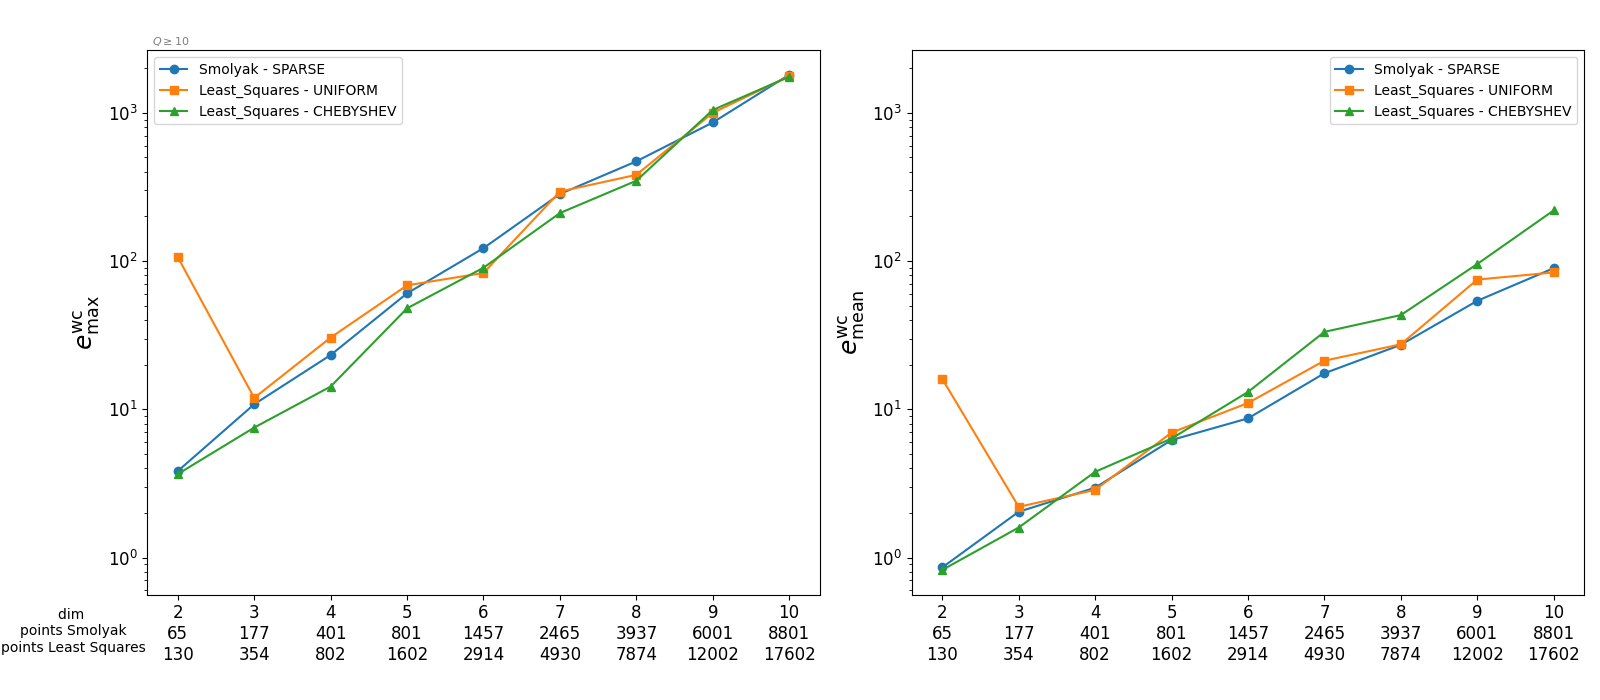 Q ≥ 10
Smolyak - SPARSE
Least_Squares - UNIFORM
Least_Squares - CHEBYSHEV
10³
10²
10¹
10⁰
e^wc_max
2 3 4 5 6 7 8 9 10
65 177 401 801 1457 2465 3937 6001 8801
130 354 802 1602 2914 4930 7874 12002 17602
dim
points Smolyak
points Least Squares
Smolyak - SPARSE
Least_Squares - UNIFORM
Least_Squares - CHEBYSHEV
10³
10²
10¹
10⁰
e^wc_mean
2 3 4 5 6 7 8 9 10
65 177 401 801 1457 2465 3937 6001 8801
130 354 802 1602 2914 4930 7874 12002 17602